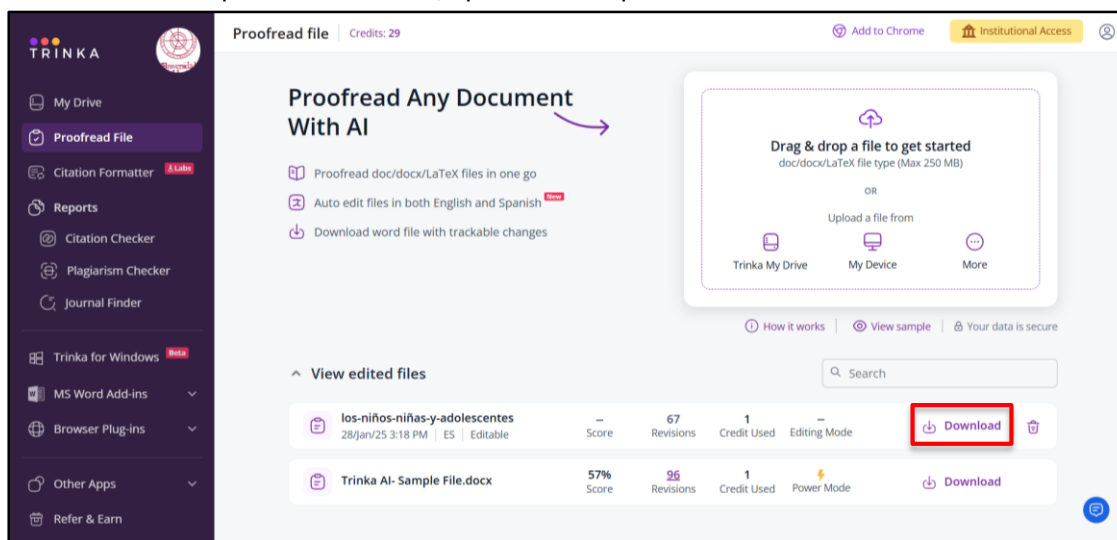 TRINKA
My Drive
Proofread File
Citation Formatter Labs
Reports
Citation Checker
Plagiarism Checker
Journal Finder
Trinka for Windows Beta
MS Word Add-ins
Browser Plug-ins
Other Apps
Refer & Earn
Proofread file Credits: 29
Add to Chrome
Institutional Access
Proofread Any Document
With AI
Proofread doc/docx/LaTeX files in one go
Auto edit files in both English and Spanish New
Download word file with trackable changes
Drag & drop a file to get started
doc/docx/LaTeX file type (Max 250 MB)
OR
Upload a file from
Trinka My Drive My Device More
How it works View sample Your data is secure
View edited files
Search
los-niños-niñas-y-adolescentes
28/Jan/25 3:18 PM | ES | Editable
– Score
67 Revisions
1 Credit Used
– Editing Mode
Download
Trinka AI- Sample File.docx
57% Score
96 Revisions
1 Credit Used
Power Mode
Download